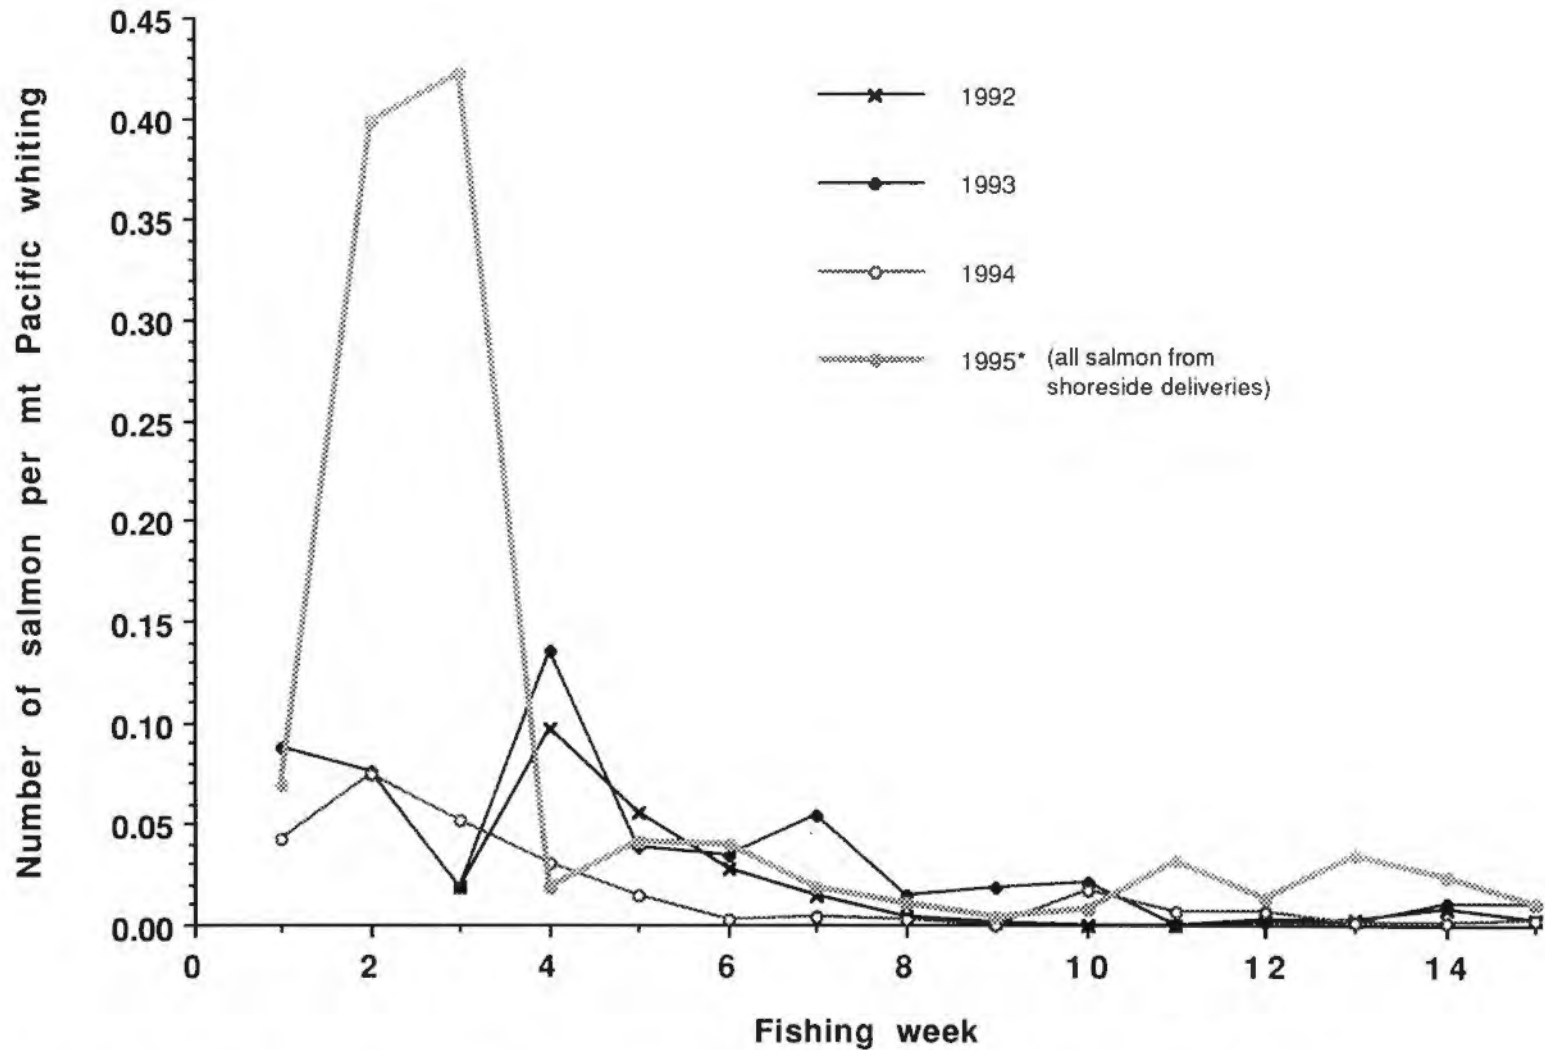 Number of salmon per mt Pacific whiting
0.45
0.40
0.35
0.30
0.25
0.20
0.15
0.10
0.05
0.00
1992
1993
1994
1995* (all salmon from
shoreside deliveries)
0 2 4 6 8 10 12 14
Fishing week